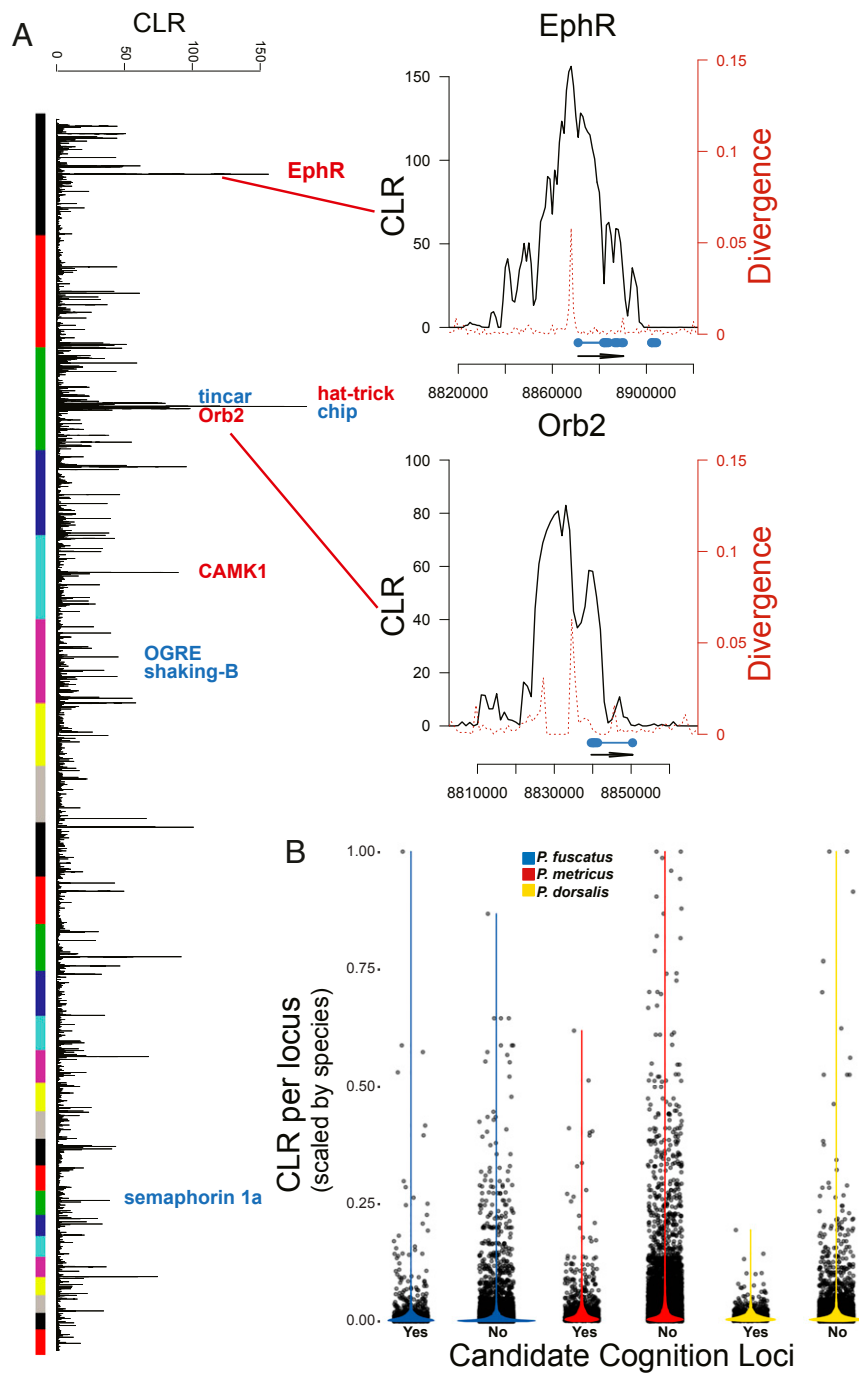 A
CLR
0
50
100
150
EphR
tincar
Orb2
hat-trick
chip
CAMK1
OGRE
shaking-B
semaphorin 1a
EphR
150
100
50
0
CLR
0.15
0.1
0.05
0
Divergence
8820000 8860000 8900000
Orb2
100
80
60
40
20
0
CLR
0.15
0.1
0.05
0
Divergence
8810000 8830000 8850000
B
P. fuscatus
P. metricus
P. dorsalis
1.00
0.75
0.50
0.25
0.00
CLR per locus
(scaled by species)
Yes No Yes No Yes No
Candidate Cognition Loci